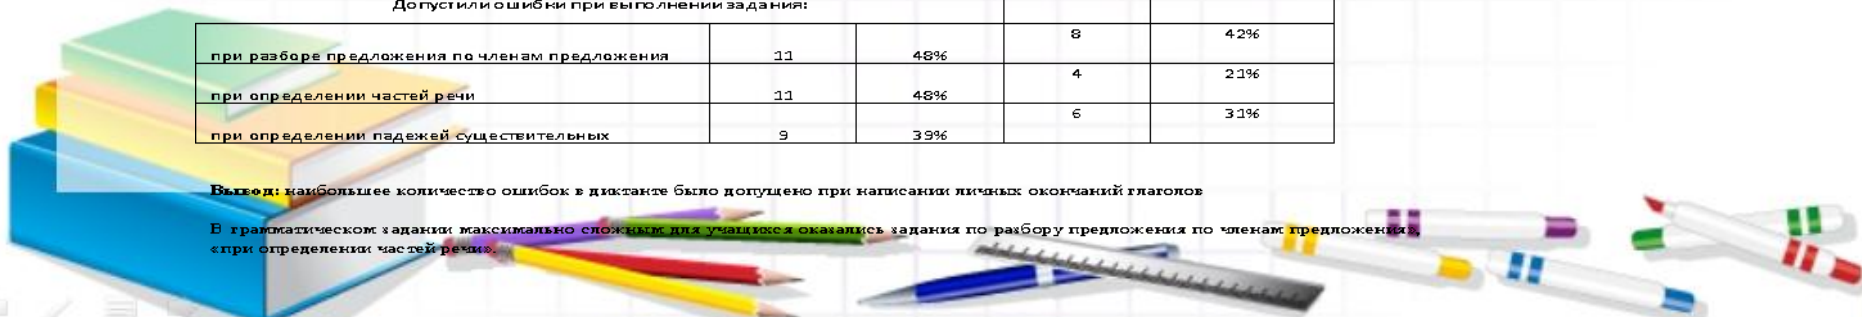 Допустили ошибки при выполнении задания:
при разборе предложения по членам предложения 11 48% 8 42%
при определении частей речи 11 48% 4 21%
при определении падежей существительных 9 39% 6 31%
Вывод: наибольшее количество ошибок в диктанте было допущено при написании личных окончаний глаголов
В грамматическом задании максимально сложным для учащихся оказались задания по разбору предложения по членам предложения»,
«при определении частей речи».